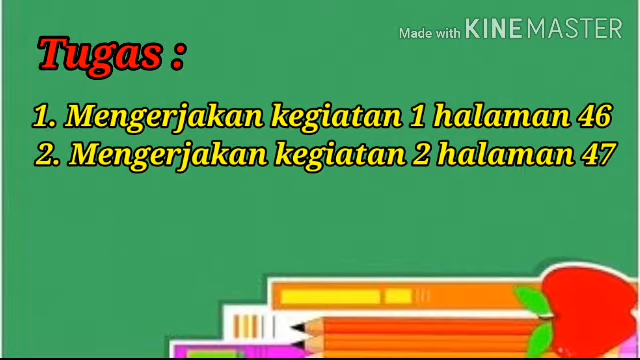 Made with KINEMASTER
Tugas :
1. Mengerjakan kegiatan 1 halaman 46
2. Mengerjakan kegiatan 2 halaman 47